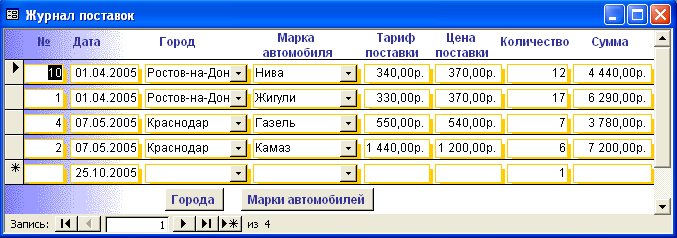 Журнал поставок
№ Дата Город Марка автомобиля Тариф поставки Цена поставки Количество Сумма
10 01.04.2005 Ростов-на-Дон Нива 340,00р. 370,00р. 12 4 440,00р.
1 01.04.2005 Ростов-на-Дон Жигули 330,00р. 370,00р. 17 6 290,00р.
4 07.05.2005 Краснодар Газель 550,00р. 540,00р. 7 3 780,00р.
2 07.05.2005 Краснодар Камаз 1 440,00р. 1 200,00р. 6 7 200,00р.
25.10.2005 1
Города Марки автомобилей
Запись: 1 из 4